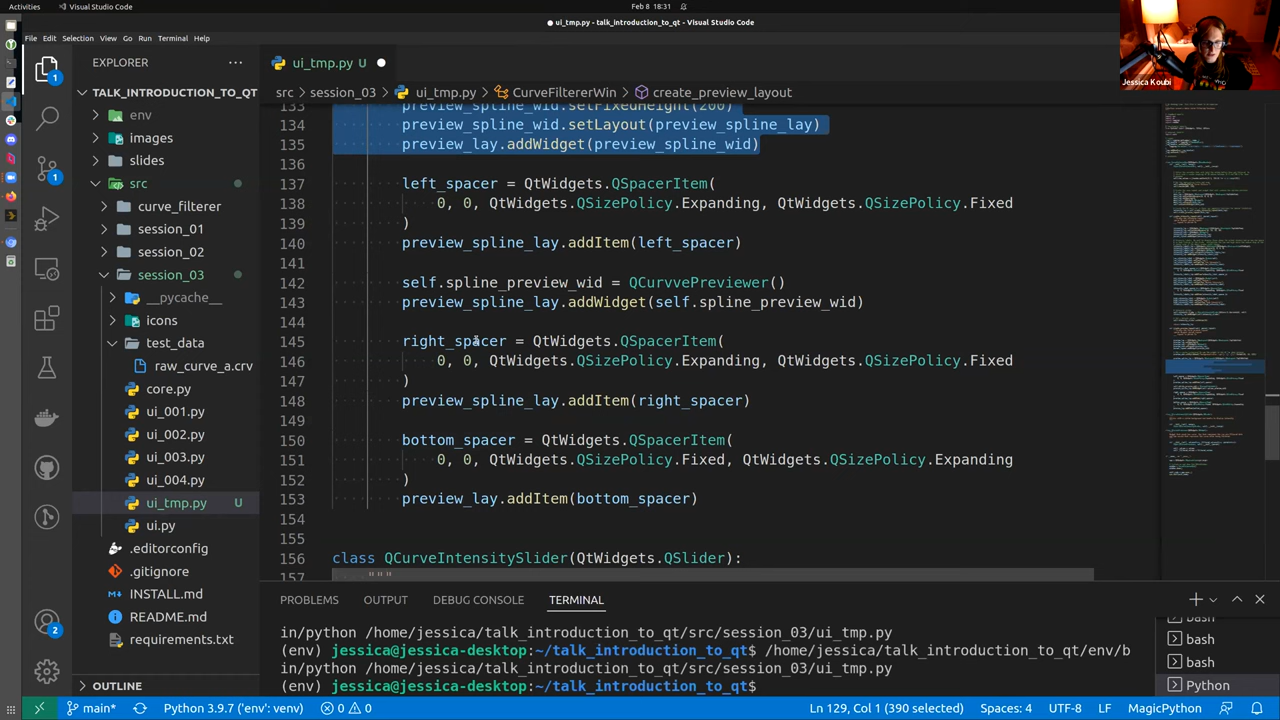 Activities
Visual Studio Code
Feb 8 18:31
ui_tmp.py - talk_introduction_to_qt - Visual Studio Code
File Edit Selection View Go Run Terminal Help
Jessica Koubi
EXPLORER
TALK_INTRODUCTION_TO_QT
env
images
slides
src
curve_filterer
session_01
session_02
session_03
__pycache__
icons
test_data
raw_curve_a.crv
core.py
ui_001.py
ui_002.py
ui_003.py
ui_004.py
ui_tmp.py U
ui.py
.editorconfig
.gitignore
INSTALL.md
README.md
requirements.txt
OUTLINE
ui_tmp.py U
src > session_03 > ui_tmp.py > CurveFiltererWin > create_preview_layout
133 preview_spline_wid.setFixedHeight(200)
134 preview_spline_wid.setLayout(preview_spline_lay)
135 preview_lay.addWidget(preview_spline_wid)
136
137 left_spacer = QtWidgets.QSpacerItem(
138 0, 0, QtWidgets.QSizePolicy.Expanding, QtWidgets.QSizePolicy.Fixed
139 )
140 preview_spline_lay.addItem(left_spacer)
141
142 self.spline_preview_wid = QCurvvePreviewer()
143 preview_spline_lay.addWidget(self.spline_preview_wid)
144
145 right_spacer = QtWidgets.QSpacerItem(
146 0, 0, QtWidgets.QSizePolicy.Expanding, QtWidgets.QSizePolicy.Fixed
147 )
148 preview_spline_lay.addItem(right_spacer)
149
150 bottom_spacer = QtWidgets.QSpacerItem(
151 0, 0, QtWidgets.QSizePolicy.Fixed, QtWidgets.QSizePolicy.Expanding
152 )
153 preview_lay.addItem(bottom_spacer)
154
155
156 class QCurveIntensitySlider(QtWidgets.QSlider):
157 """
PROBLEMS OUTPUT DEBUG CONSOLE TERMINAL
in/python /home/jessica/talk_introduction_to_qt/src/session_03/ui_tmp.py
(env) jessica@jessica-desktop:~/talk_introduction_to_qt$ /home/jessica/talk_introduction_to_qt/env/b
in/python /home/jessica/talk_introduction_to_qt/src/session_03/ui_tmp.py
(env) jessica@jessica-desktop:~/talk_introduction_to_qt$
bash
bash
bash
Python
main* Python 3.9.7 ('env': venv) 0 0 Ln 129, Col 1 (390 selected) Spaces: 4 UTF-8 LF MagicPython